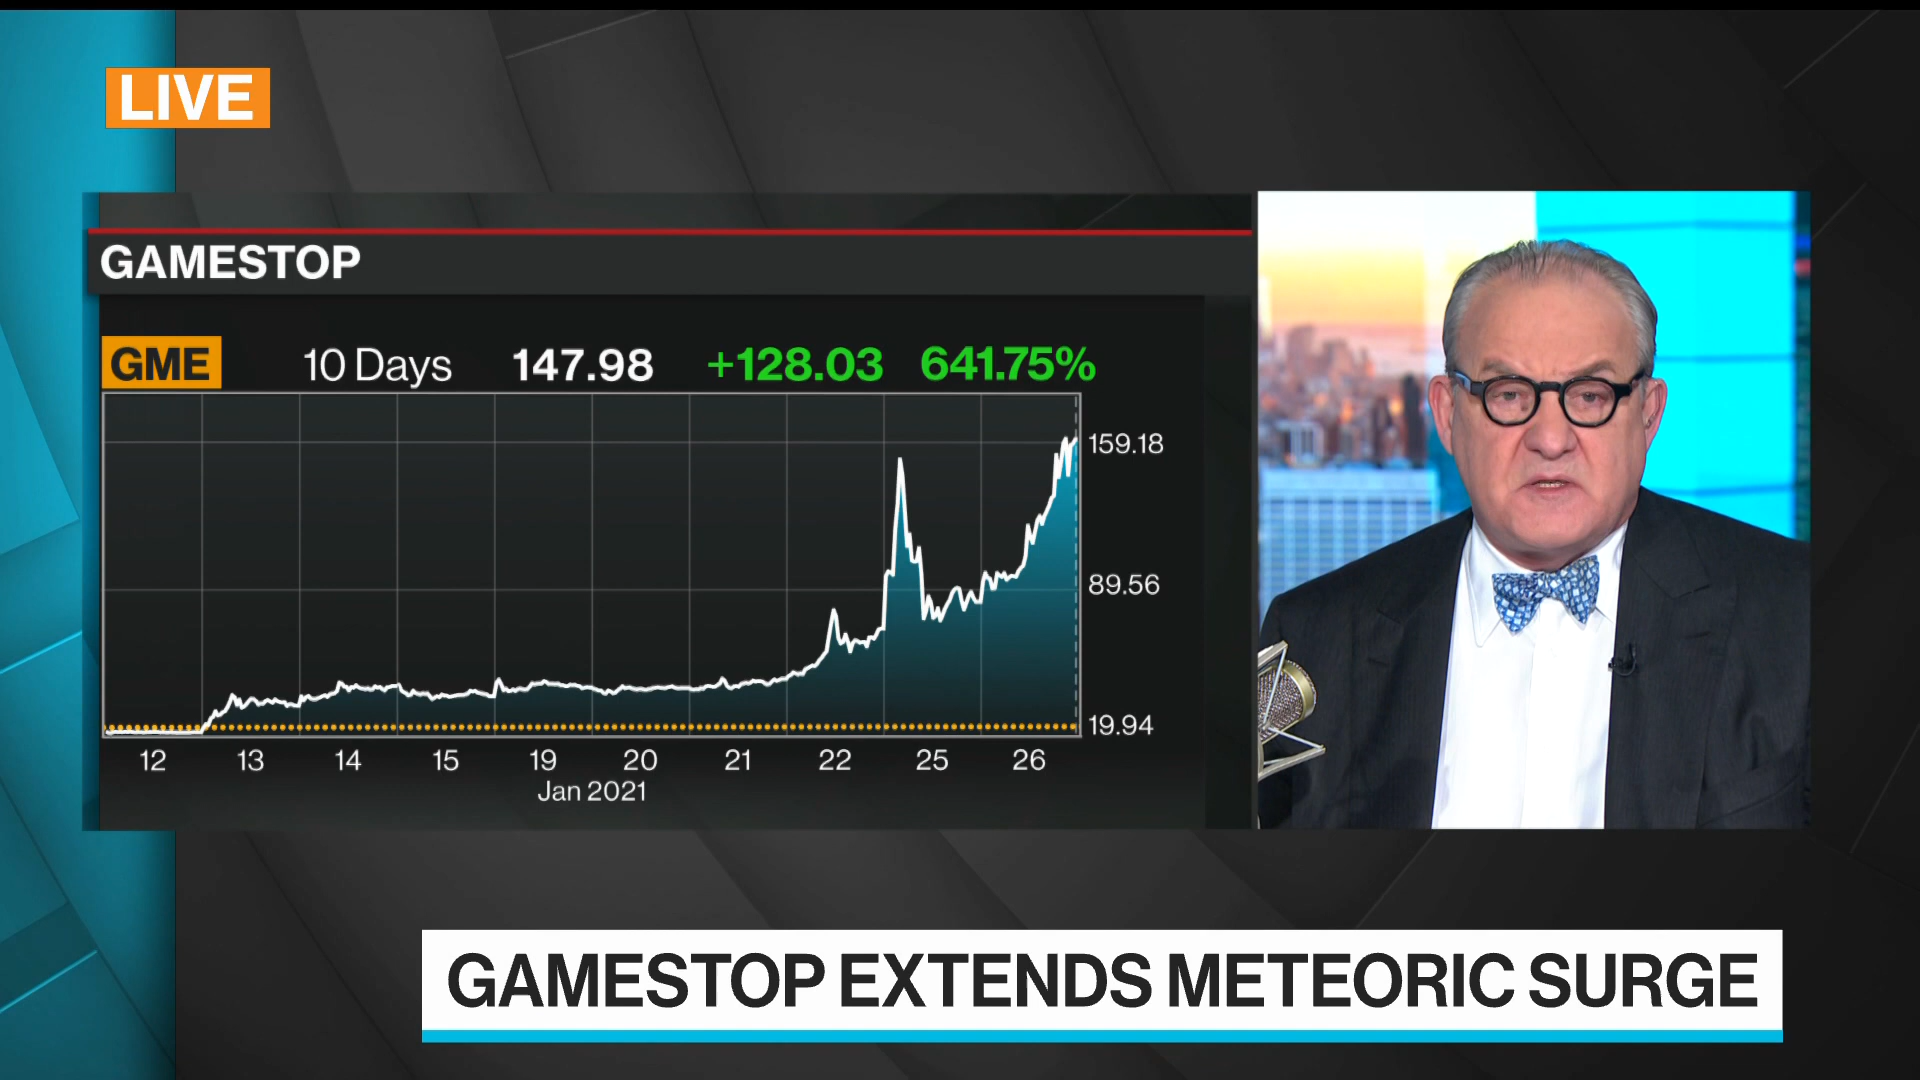 LIVE
GAMESTOP
GME 10 Days 147.98 +128.03 641.75%
159.18
89.56
19.94
12 13 14 15 19 20 21 22 25 26
Jan 2021
GAMESTOP EXTENDS METEORIC SURGE